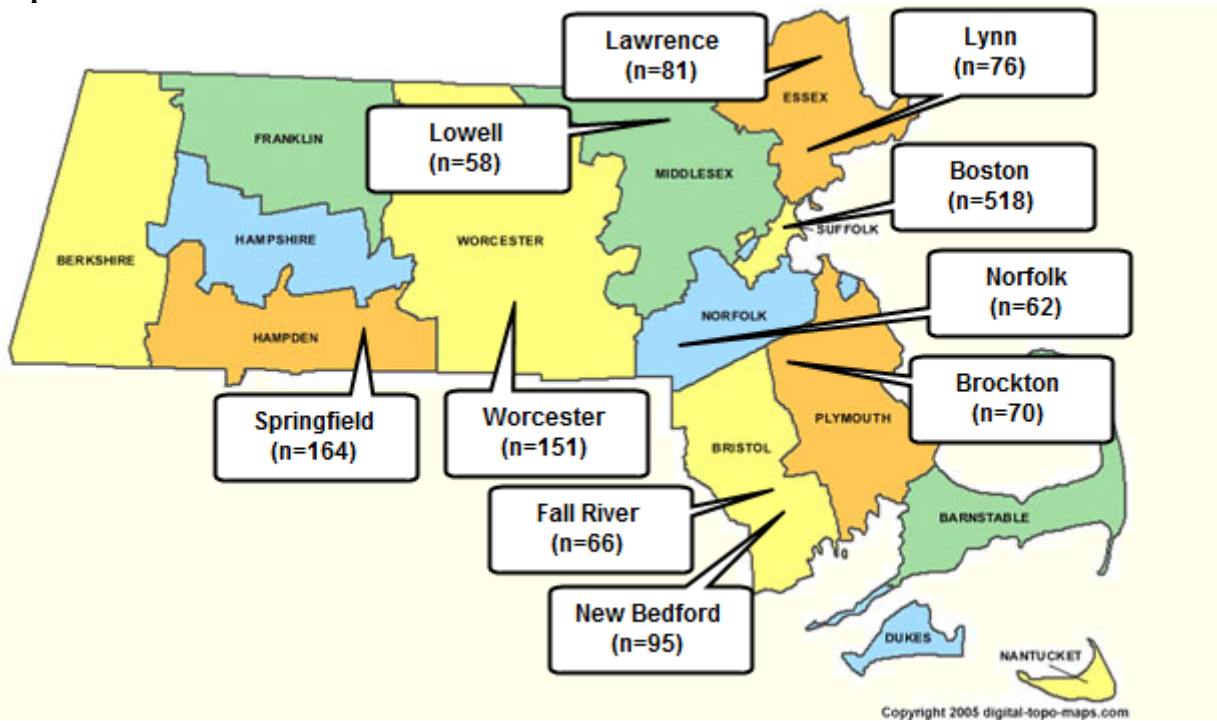 Lawrence
(n=81)
Lynn
(n=76)
ESSEX
Lowell
(n=58)
FRANKLIN
MIDDLESEX
Boston
(n=518)
SUFFOLK
HAMPSHIRE
WORCESTER
BERKSHIRE
Norfolk
(n=62)
NORFOLK
HAMPDEN
Brockton
(n=70)
Springfield
(n=164)
Worcester
(n=151)
PLYMOUTH
BRISTOL
Fall River
(n=66)
BARNSTABLE
New Bedford
(n=95)
DUKES
NANTUCKET
Copyright 2005 digital-topo-maps.com